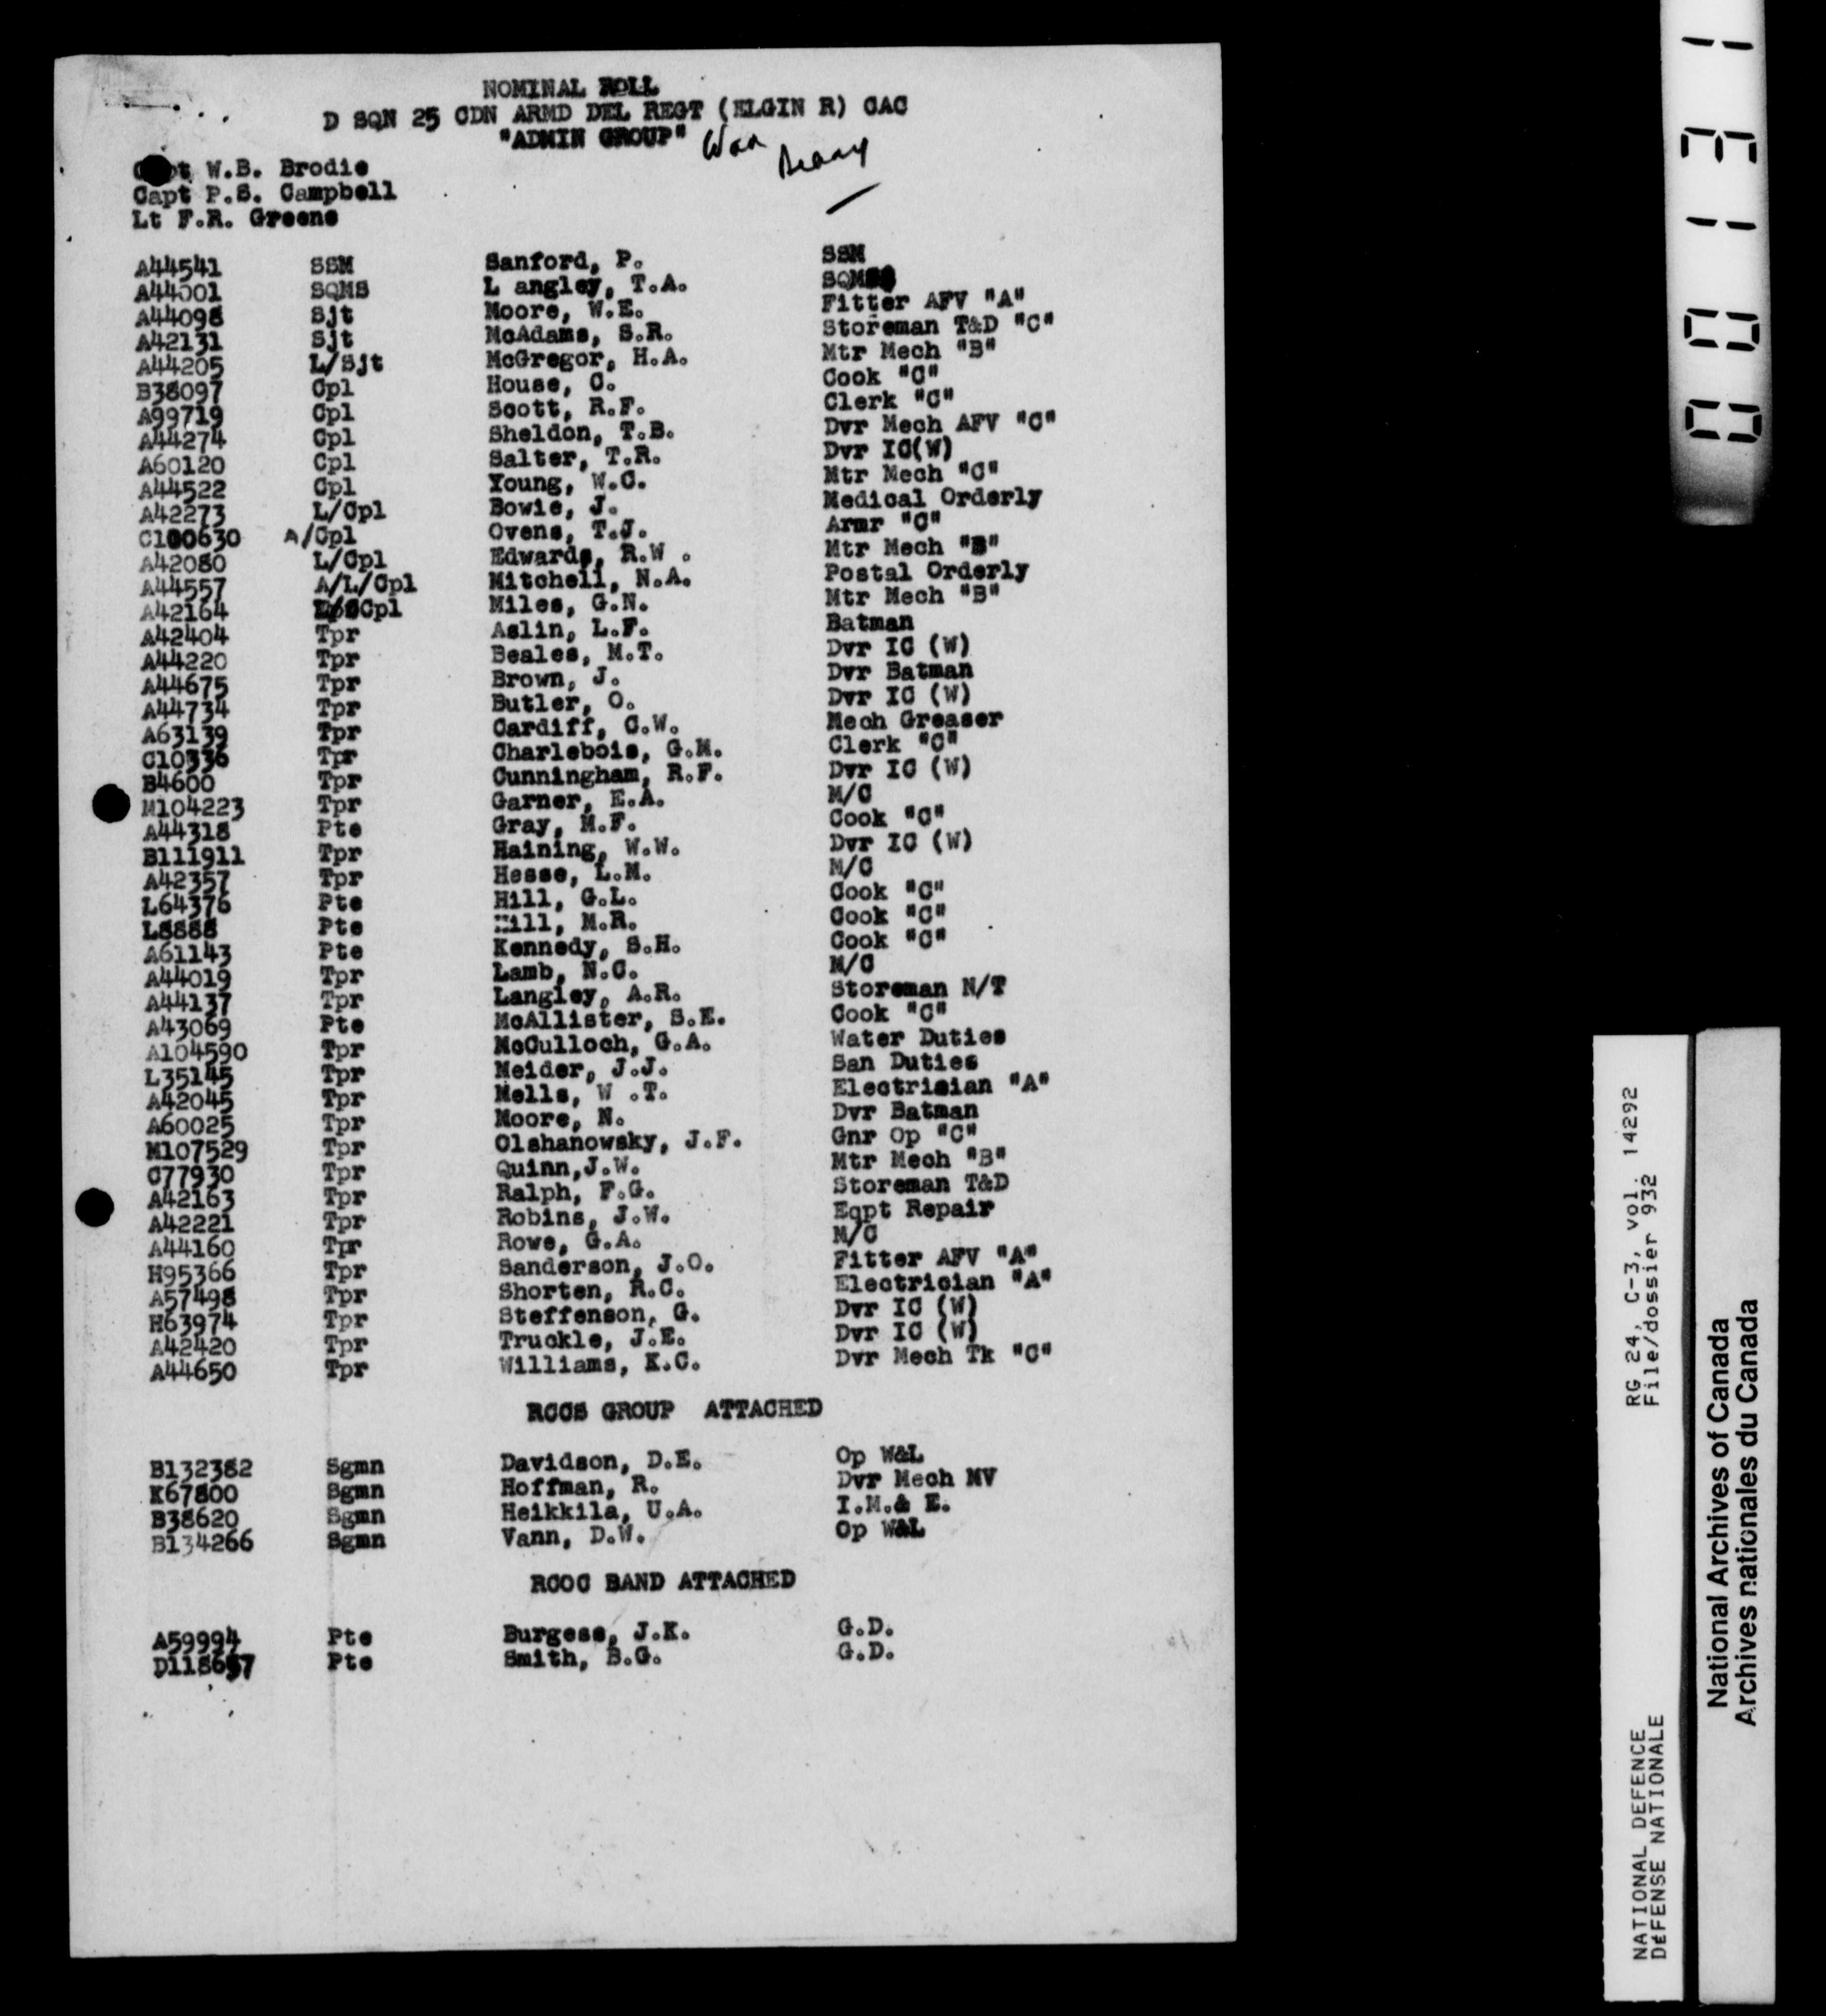 NOMINAL ROLL
D SQN 25 CDN ARMD DEL REGT (ELGIN R) CAC
"ADMIN GROUP" War Diary
Capt W.B. Brodie
Capt P.S. Campbell
Lt F.R. Greene
A44541 SSM Sanford, P. SSM
A44001 SQMS L angley, T.A. SQMS
A44098 Sjt Moore, W.E. Fitter AFV "A"
A42131 Sjt McAdams, S.R. Storeman T&D "C"
A44205 L/Sjt McGregor, H.A. Mtr Mech "B"
B38097 Cpl House, C. Cook "C"
A99719 Cpl Scott, R.F. Clerk "C"
A44274 Cpl Sheldon, T.B. Dvr Mech AFV "C"
A60120 Cpl Salter, T.R. Dvr IC(W)
A44522 Cpl Young, W.C. Mtr Mech "C"
A42273 L/Cpl Bowie, J. Medical Orderly
C100630 A/Cpl Ovens, T.J. Armr "C"
A42080 L/Cpl Edwards, R.W . Mtr Mech "B"
A44557 A/L/Cpl Mitchell, N.A. Postal Orderly
A42164 Cpl Miles, G.N. Mtr Mech "B"
A42404 Tpr Aslin, L.F. Batman
A44220 Tpr Beales, M.T. Dvr IC (W)
A44675 Tpr Brown, J. Dvr Batman
A44734 Tpr Butler, O. Dvr IC (W)
A63139 Tpr Cardiff, C.W. Mech Greaser
C10336 Tpr Charlebois, G.M. Clerk "C"
B4600 Tpr Cunningham, R.F. Dvr IC (W)
M104223 Tpr Garner, E.A. M/C
A44318 Pte Gray, M.F. Cook "C"
B111911 Tpr Haining, W.W. Dvr IC (W)
A42357 Tpr Hesse, L.M. M/C
L64376 Pte Hill, G.L. Cook "C"
L8888 Pte Hill, M.R. Cook "C"
A61143 Pte Kennedy, S.H. Cook "C"
A44019 Tpr Lamb, N.C. M/C
A44137 Tpr Langley, A.R. Storeman N/T
A43069 Pte McAllister, S.E. Cook "C"
A104590 Tpr McCulloch, G.A. Water Duties
L35145 Tpr Meider, J.J. San Duties
A42045 Tpr Mells, W .T. Electrician "A"
A60025 Tpr Moore, N. Dvr Batman
M107529 Tpr Olshanowsky, J.F. Gnr Op "C"
C77930 Tpr Quinn,J.W. Mtr Mech "B"
A42163 Tpr Ralph, F.G. Storeman T&D
A42221 Tpr Robins, J.W. Eqpt Repair
A44160 Tpr Rowe, G.A. M/C
H95366 Tpr Sanderson, J.O. Fitter AFV "A"
A57498 Tpr Shorten, R.C. Electrician "A"
H63974 Tpr Steffenson, G. Dvr IC (W)
A42420 Tpr Truckle, J.E. Dvr IC (W)
A44650 Tpr Williams, K.C. Dvr Mech Tk "C"
RCCS GROUP ATTACHED
B132382 Sgmn Davidson, D.E. Op W&L
K67800 Sgmn Hoffman, R. Dvr Mech MV
B38620 Sgmn Heikkila, U.A. I.M.& E.
B134266 Sgmn Vann, D.W. Op W&L
RCOC BAND ATTACHED
A59994 Pte Burgess, J.K. G.D.
Pte Smith, B.G. G.D.
00131
RG 24, C-3, vol. 14292
File/dossier 932
NATIONAL DEFENCE
DÉFENSE NATIONALE
National Archives of Canada
Archives nationales du Canada